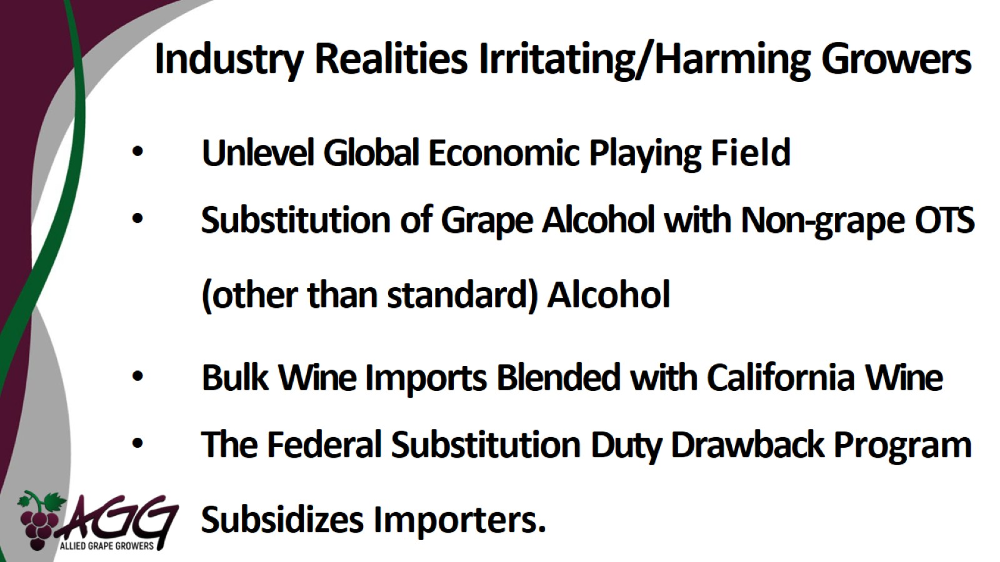 Industry Realities Irritating/Harming Growers
• Unlevel Global Economic Playing Field
• Substitution of Grape Alcohol with Non-grape OTS
(other than standard) Alcohol
• Bulk Wine Imports Blended with California Wine
• The Federal Substitution Duty Drawback Program
Subsidizes Importers.
AGG
ALLIED GRAPE GROWERS